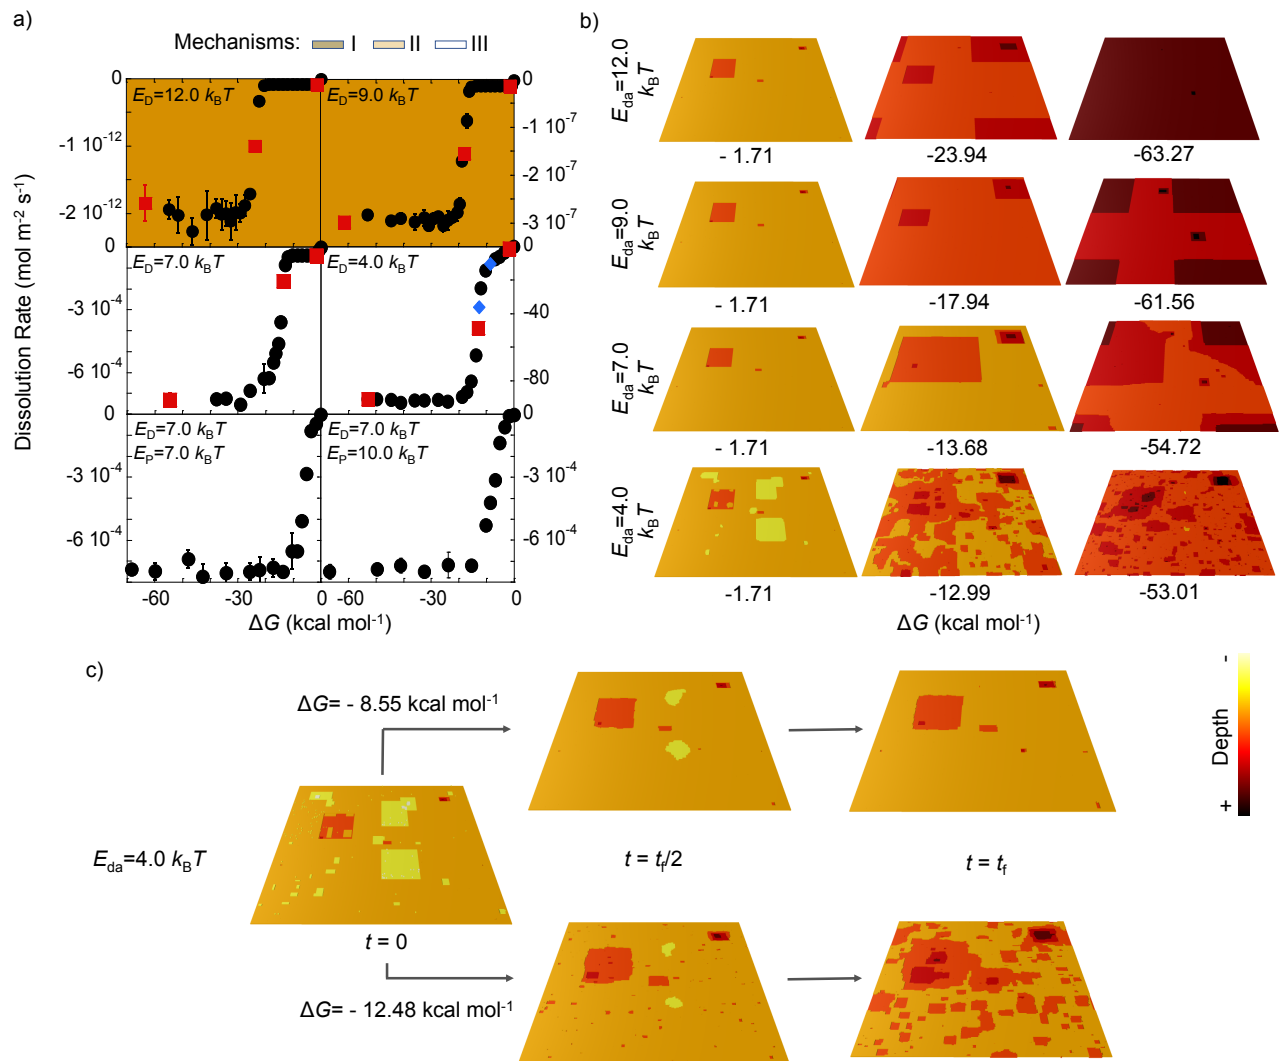 a)
Mechanisms: I II III
E_D=12.0 k_BT
E_D=9.0 k_BT
0
-1 10⁻¹²
-2 10⁻¹²
0
-1 10⁻⁷
-2 10⁻⁷
-3 10⁻⁷
E_D=7.0 k_BT
E_D=4.0 k_BT
0
-3 10⁻⁴
-6 10⁻⁴
0
-40
-80
E_D=7.0 k_BT
E_P=7.0 k_BT
E_D=7.0 k_BT
E_P=10.0 k_BT
0
-3 10⁻⁴
-6 10⁻⁴
0
-3 10⁻⁴
-6 10⁻⁴
-60 -30 0 -60 -30 0
ΔG (kcal mol⁻¹)
Dissolution Rate (mol m⁻² s⁻¹)
b)
E_da=12.0
k_BT
- 1.71 -23.94 -63.27
E_da=9.0
k_BT
- 1.71 -17.94 -61.56
E_da=7.0
k_BT
- 1.71 -13.68 -54.72
E_da=4.0
k_BT
-1.71 -12.99 -53.01
ΔG (kcal mol⁻¹)
c)
ΔG= - 8.55 kcal mol⁻¹
E_da=4.0 k_BT
t = 0
t = t_f/2
t = t_f
ΔG= - 12.48 kcal mol⁻¹
-
Depth
+